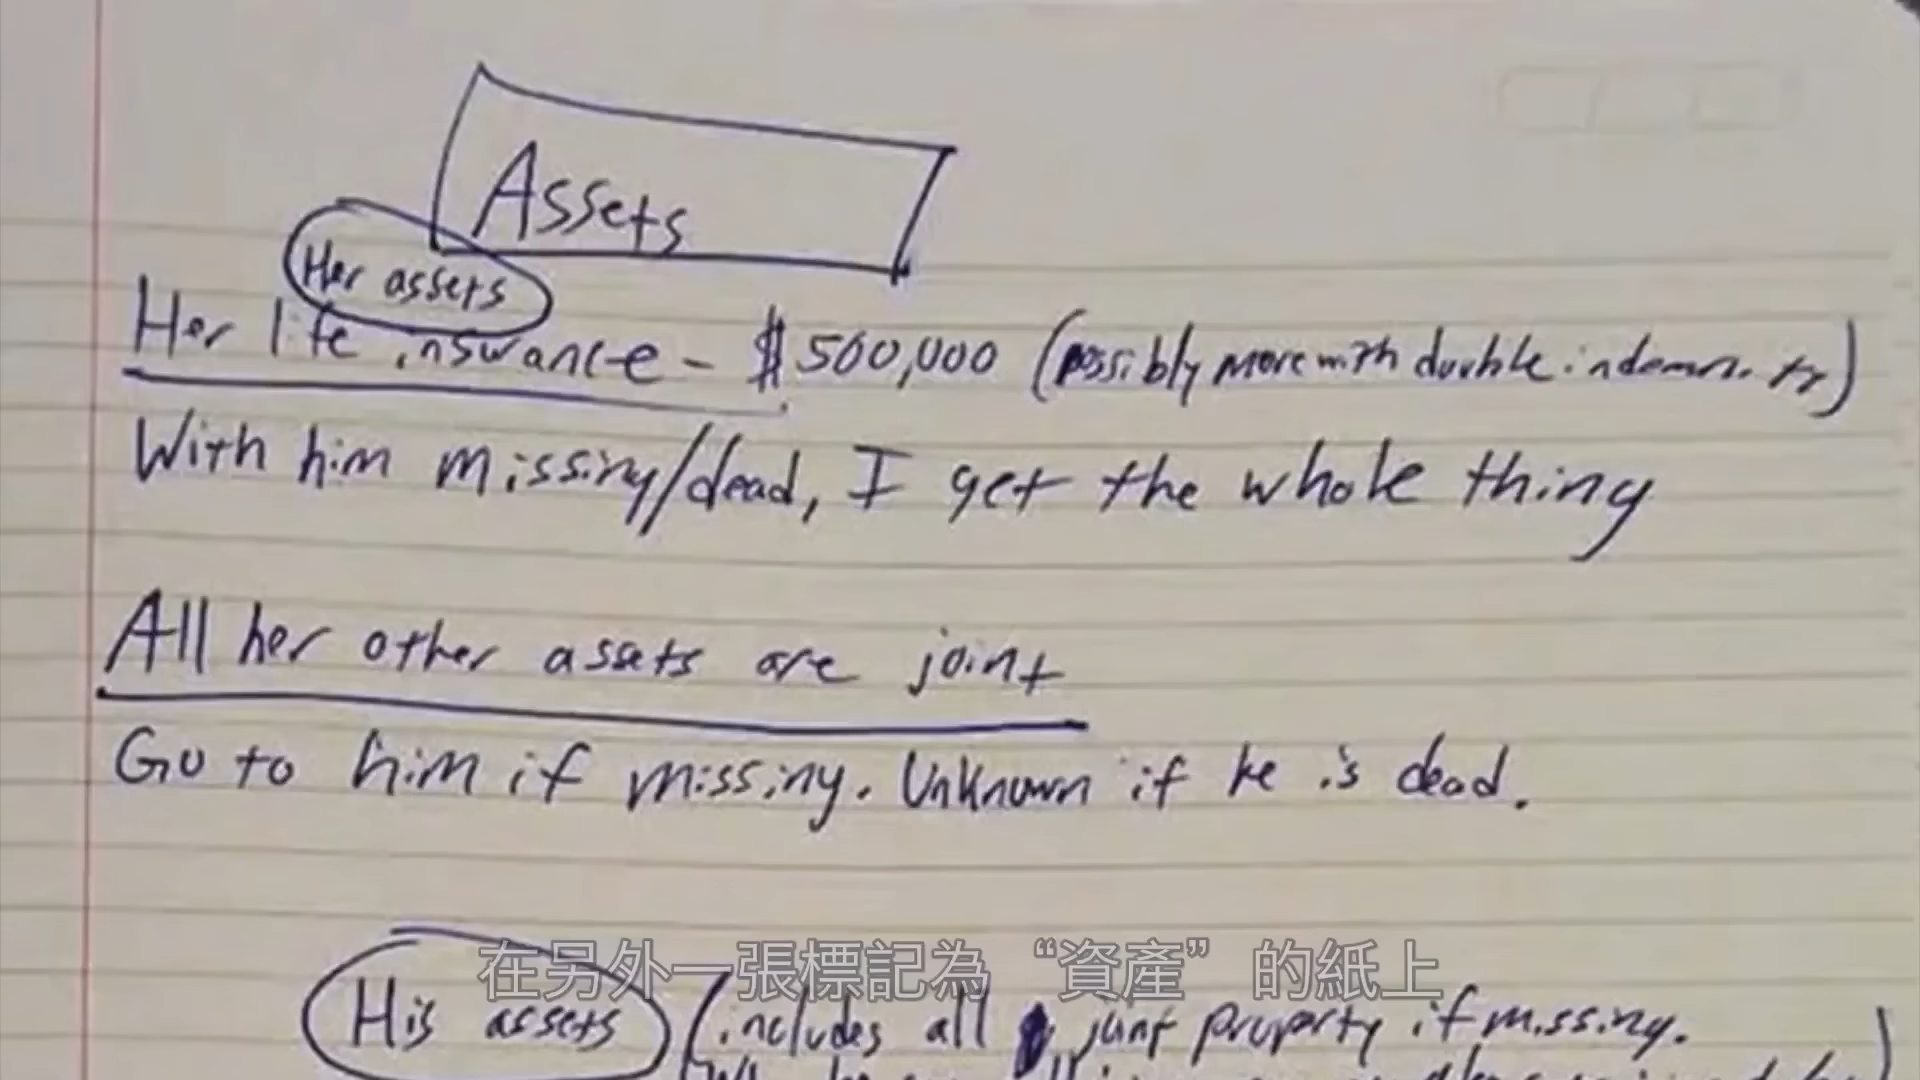 Assets
Her assets
Her life insurance - $500,000 (possibly more with double indemnity)
With him missing/dead, I get the whole thing
All her other assets are joint
Go to him if missing. Unknown if he is dead.
在另外一張標記為“資產”的紙上
His assets (includes all joint property if missing.